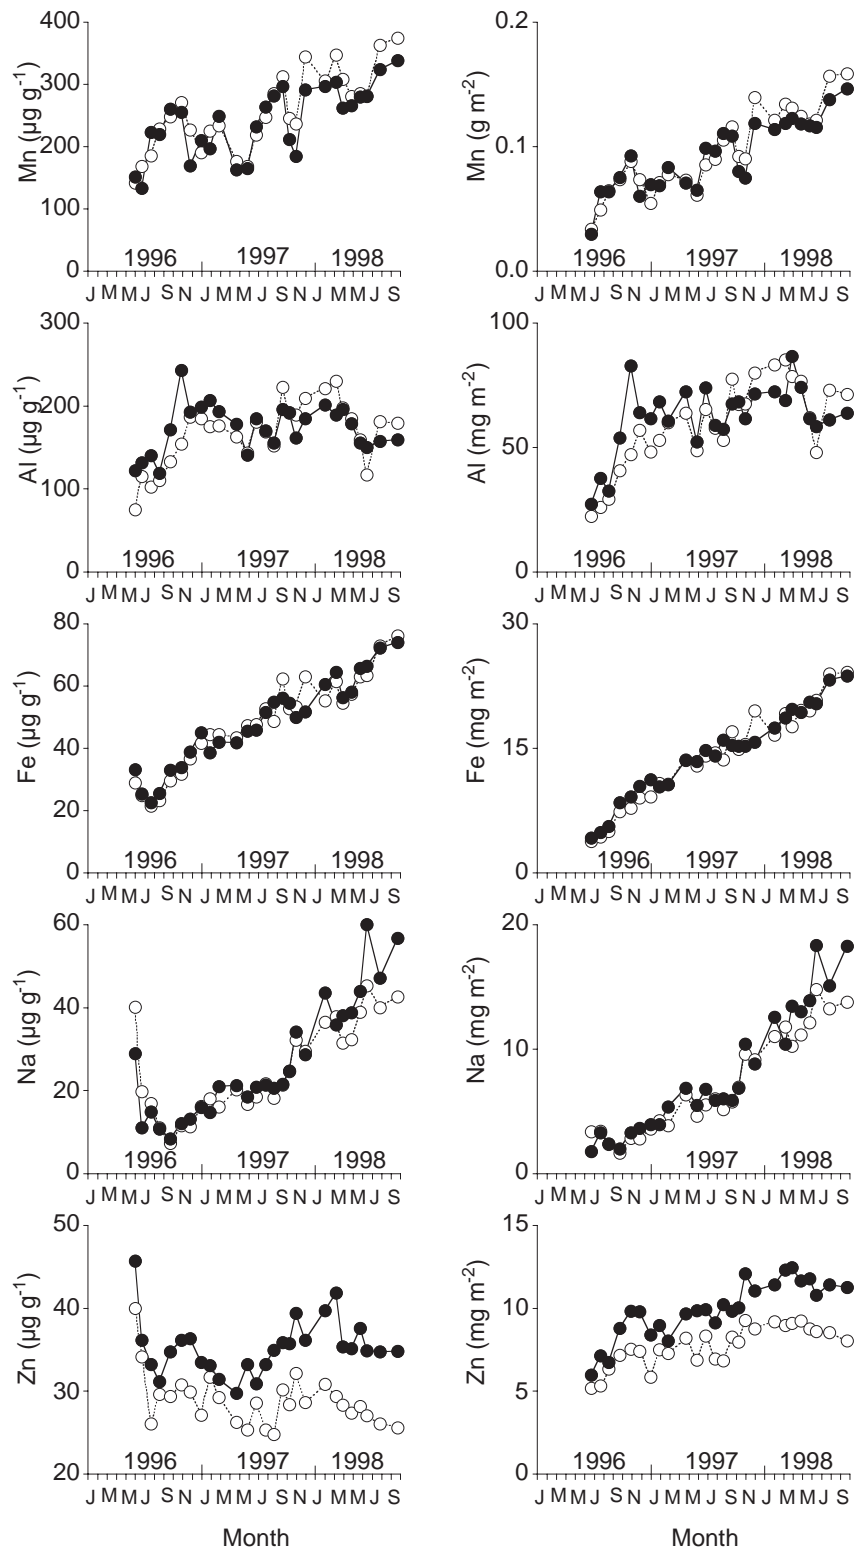 400
300
200
100
0
Mn (µg g⁻¹)
1996 1997 1998
J M M J S N J M M J S N J M M J S
0.2
0.1
0.0
Mn (g m⁻²)
1996 1997 1998
J M M J S N J M M J S N J M M J S
300
200
100
0
Al (µg g⁻¹)
1996 1997 1998
J M M J S N J M M J S N J M M J S
100
50
0
Al (mg m⁻²)
1996 1997 1998
J M M J S N J M M J S N J M M J S
80
60
40
20
0
Fe (µg g⁻¹)
1996 1997 1998
J M M J S N J M M J S N J M M J S
30
15
0
Fe (mg m⁻²)
1996 1997 1998
J M M J S N J M M J S N J M M J S
60
40
20
0
Na (µg g⁻¹)
1996 1997 1998
J M M J S N J M M J S N J M M J S
20
10
0
Na (mg m⁻²)
1997 1998
J M M J S N J M M J S N J M M J S
50
40
30
20
Zn (µg g⁻¹)
1996 1997 1998
J M M J S N J M M J S N J M M J S
Month
15
10
5
0
Zn (mg m⁻²)
1996 1997 1998
J M M J S N J M M J S N J M M J S
Month